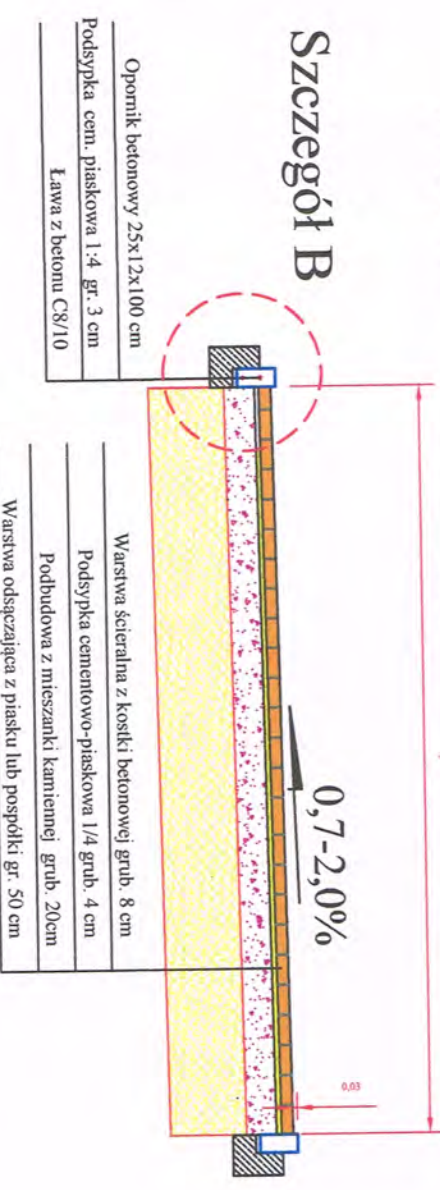 Szczegół B
0,7-2,0%
0,03
Opornik betonowy 25x12x100 cm
Podsypka cem. piaskowa 1:4 gr. 3 cm
Ława z betonu C8/10
Warstwa ścieralna z kostki betonowej grub. 8 cm
Podsypka cementowo-piaskowa 1/4 grub. 4 cm
Podbudowa z mieszanki kamiennej grub. 20cm
Warstwa odsączająca z piasku lub pospółki gr. 50 cm